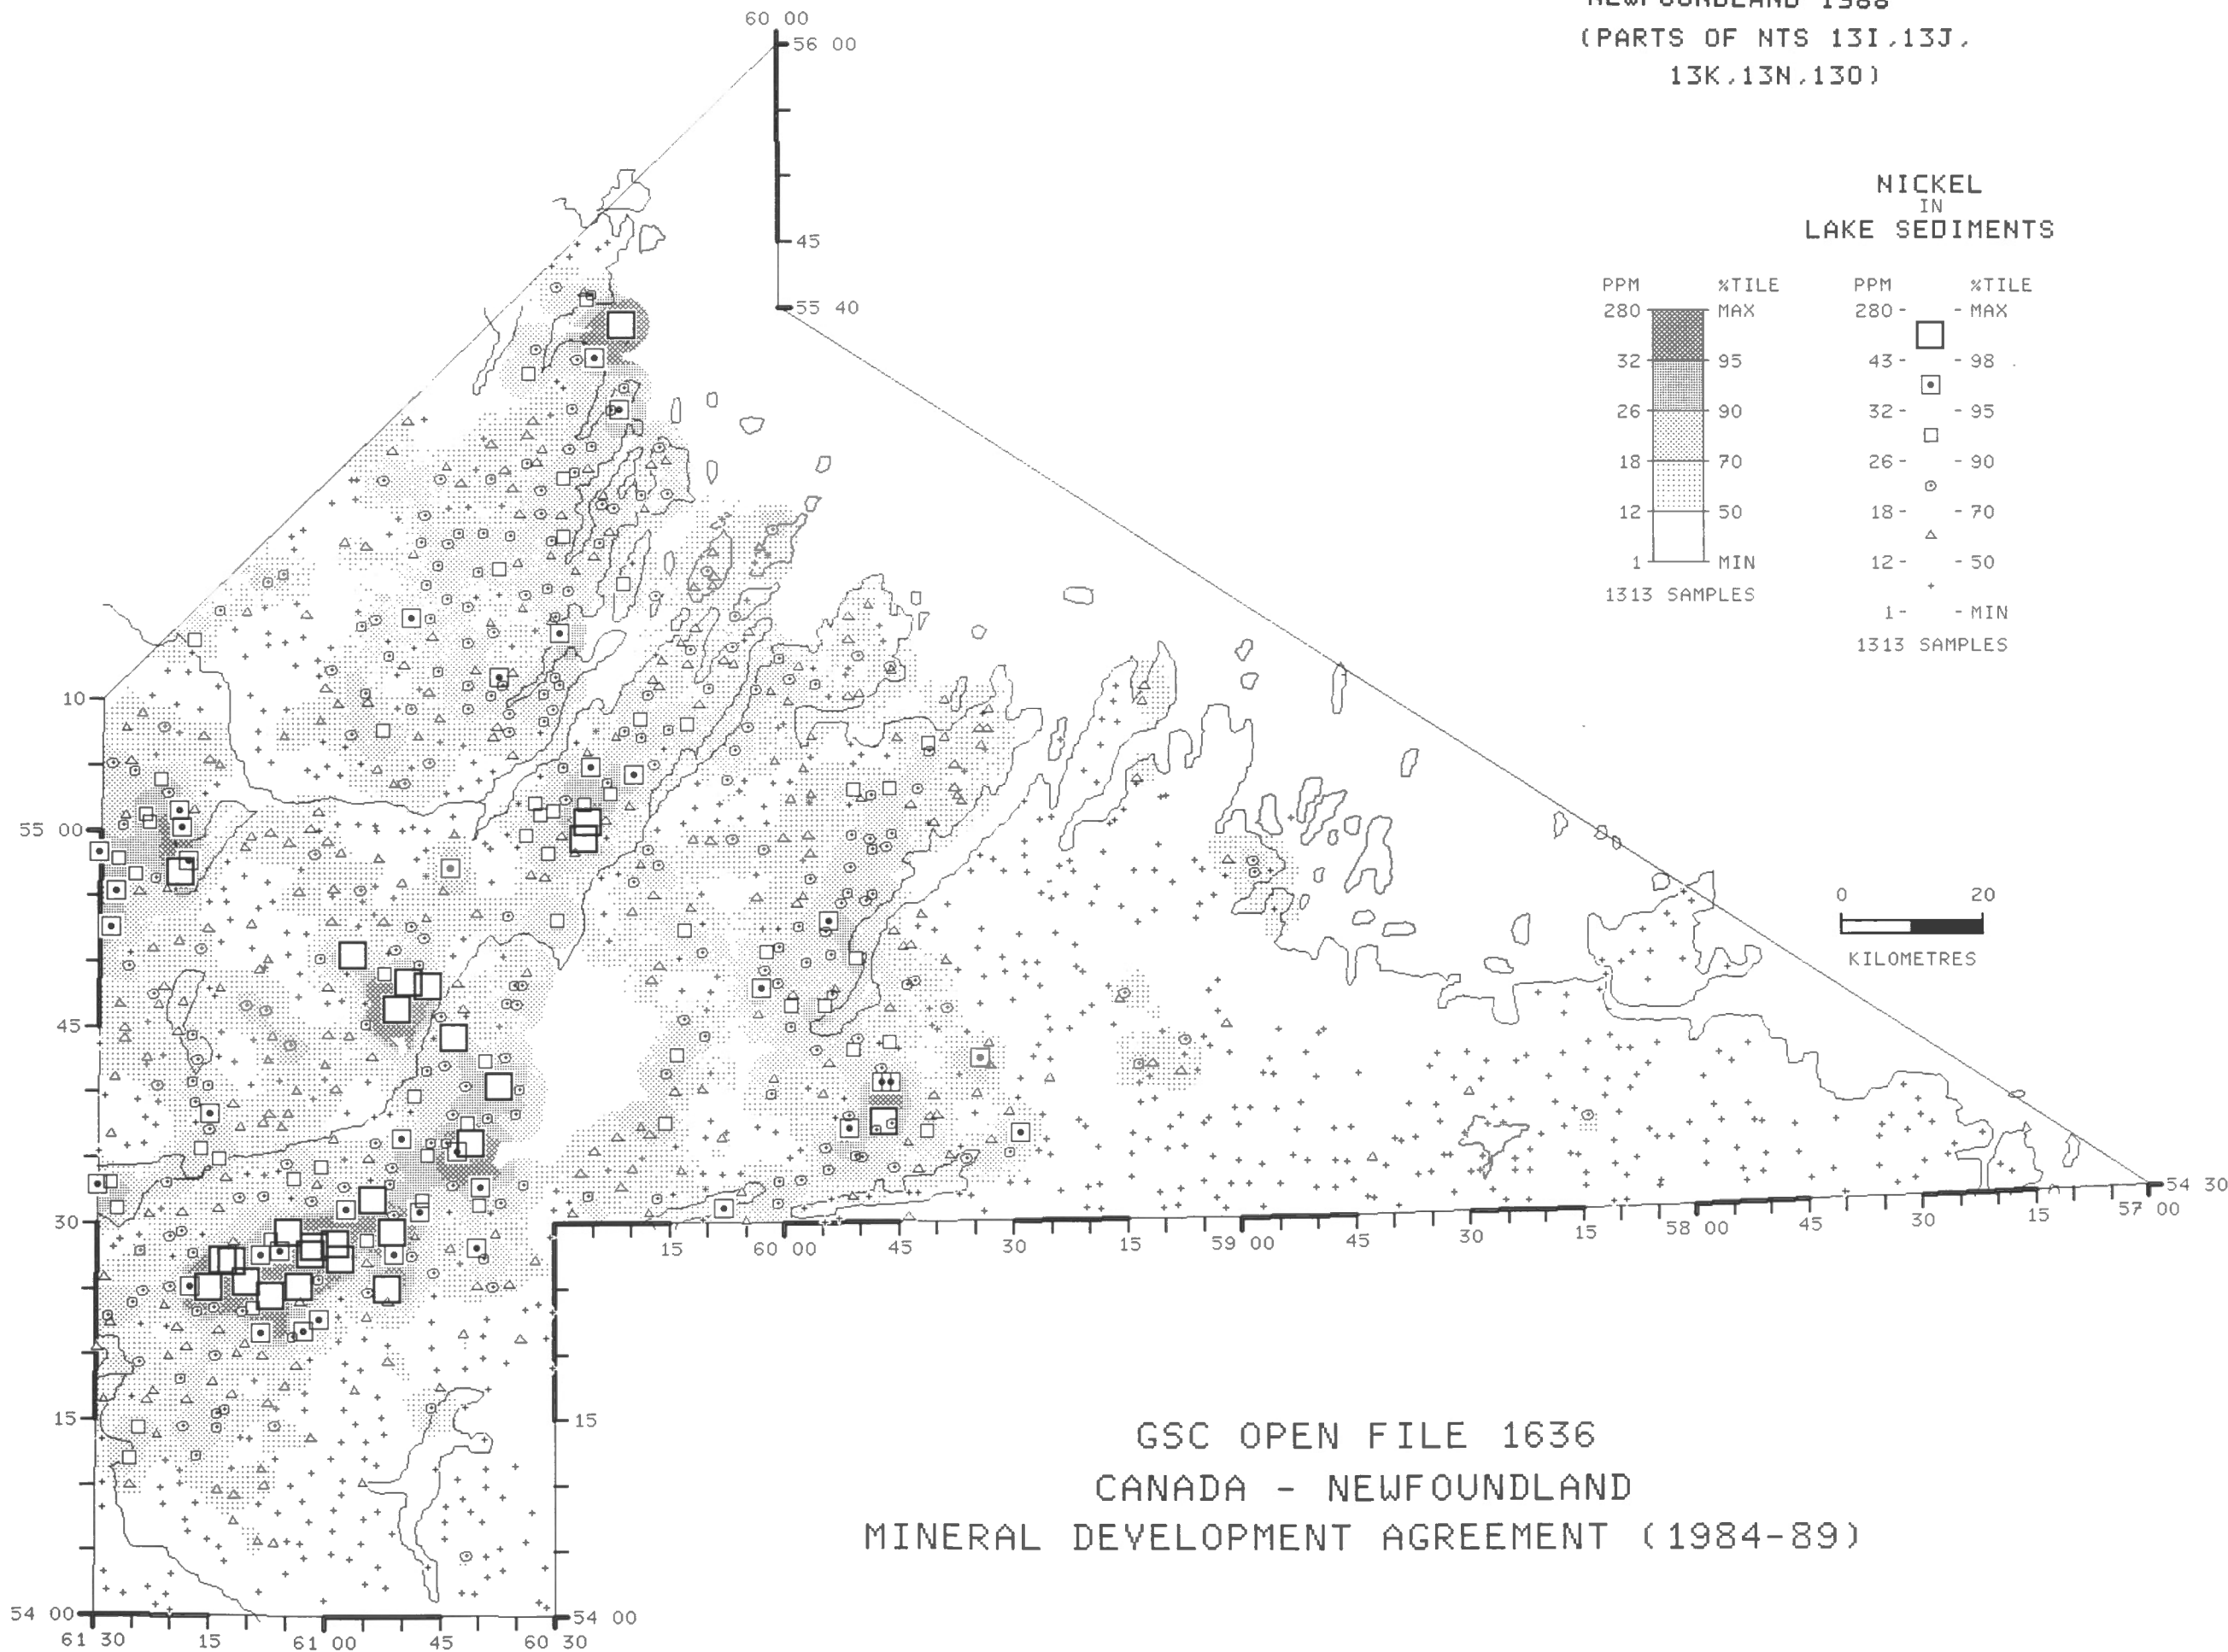 NEWFOUNDLAND 1988
(PARTS OF NTS 13I,13J,
13K,13N,13O)
NICKEL
IN
LAKE SEDIMENTS
PPM %TILE
280 MAX
32 95
26 90
18 70
12 50
1 MIN
1313 SAMPLES
PPM %TILE
280 - - MAX
43 - - 98
32 - - 95
26 - - 90
18 - - 70
12 - - 50
1 - - MIN
1313 SAMPLES
60 00
56 00
45
55 40
10
55 00
45
30
15
54 00
0 20
KILOMETRES
54 30
15
60 00
45
30
15
59 00
45
30
15
58 00
45
30
15
57 00
15
54 00
61 30
15
61 00
45
60 30
GSC OPEN FILE 1636
CANADA - NEWFOUNDLAND
MINERAL DEVELOPMENT AGREEMENT (1984-89)